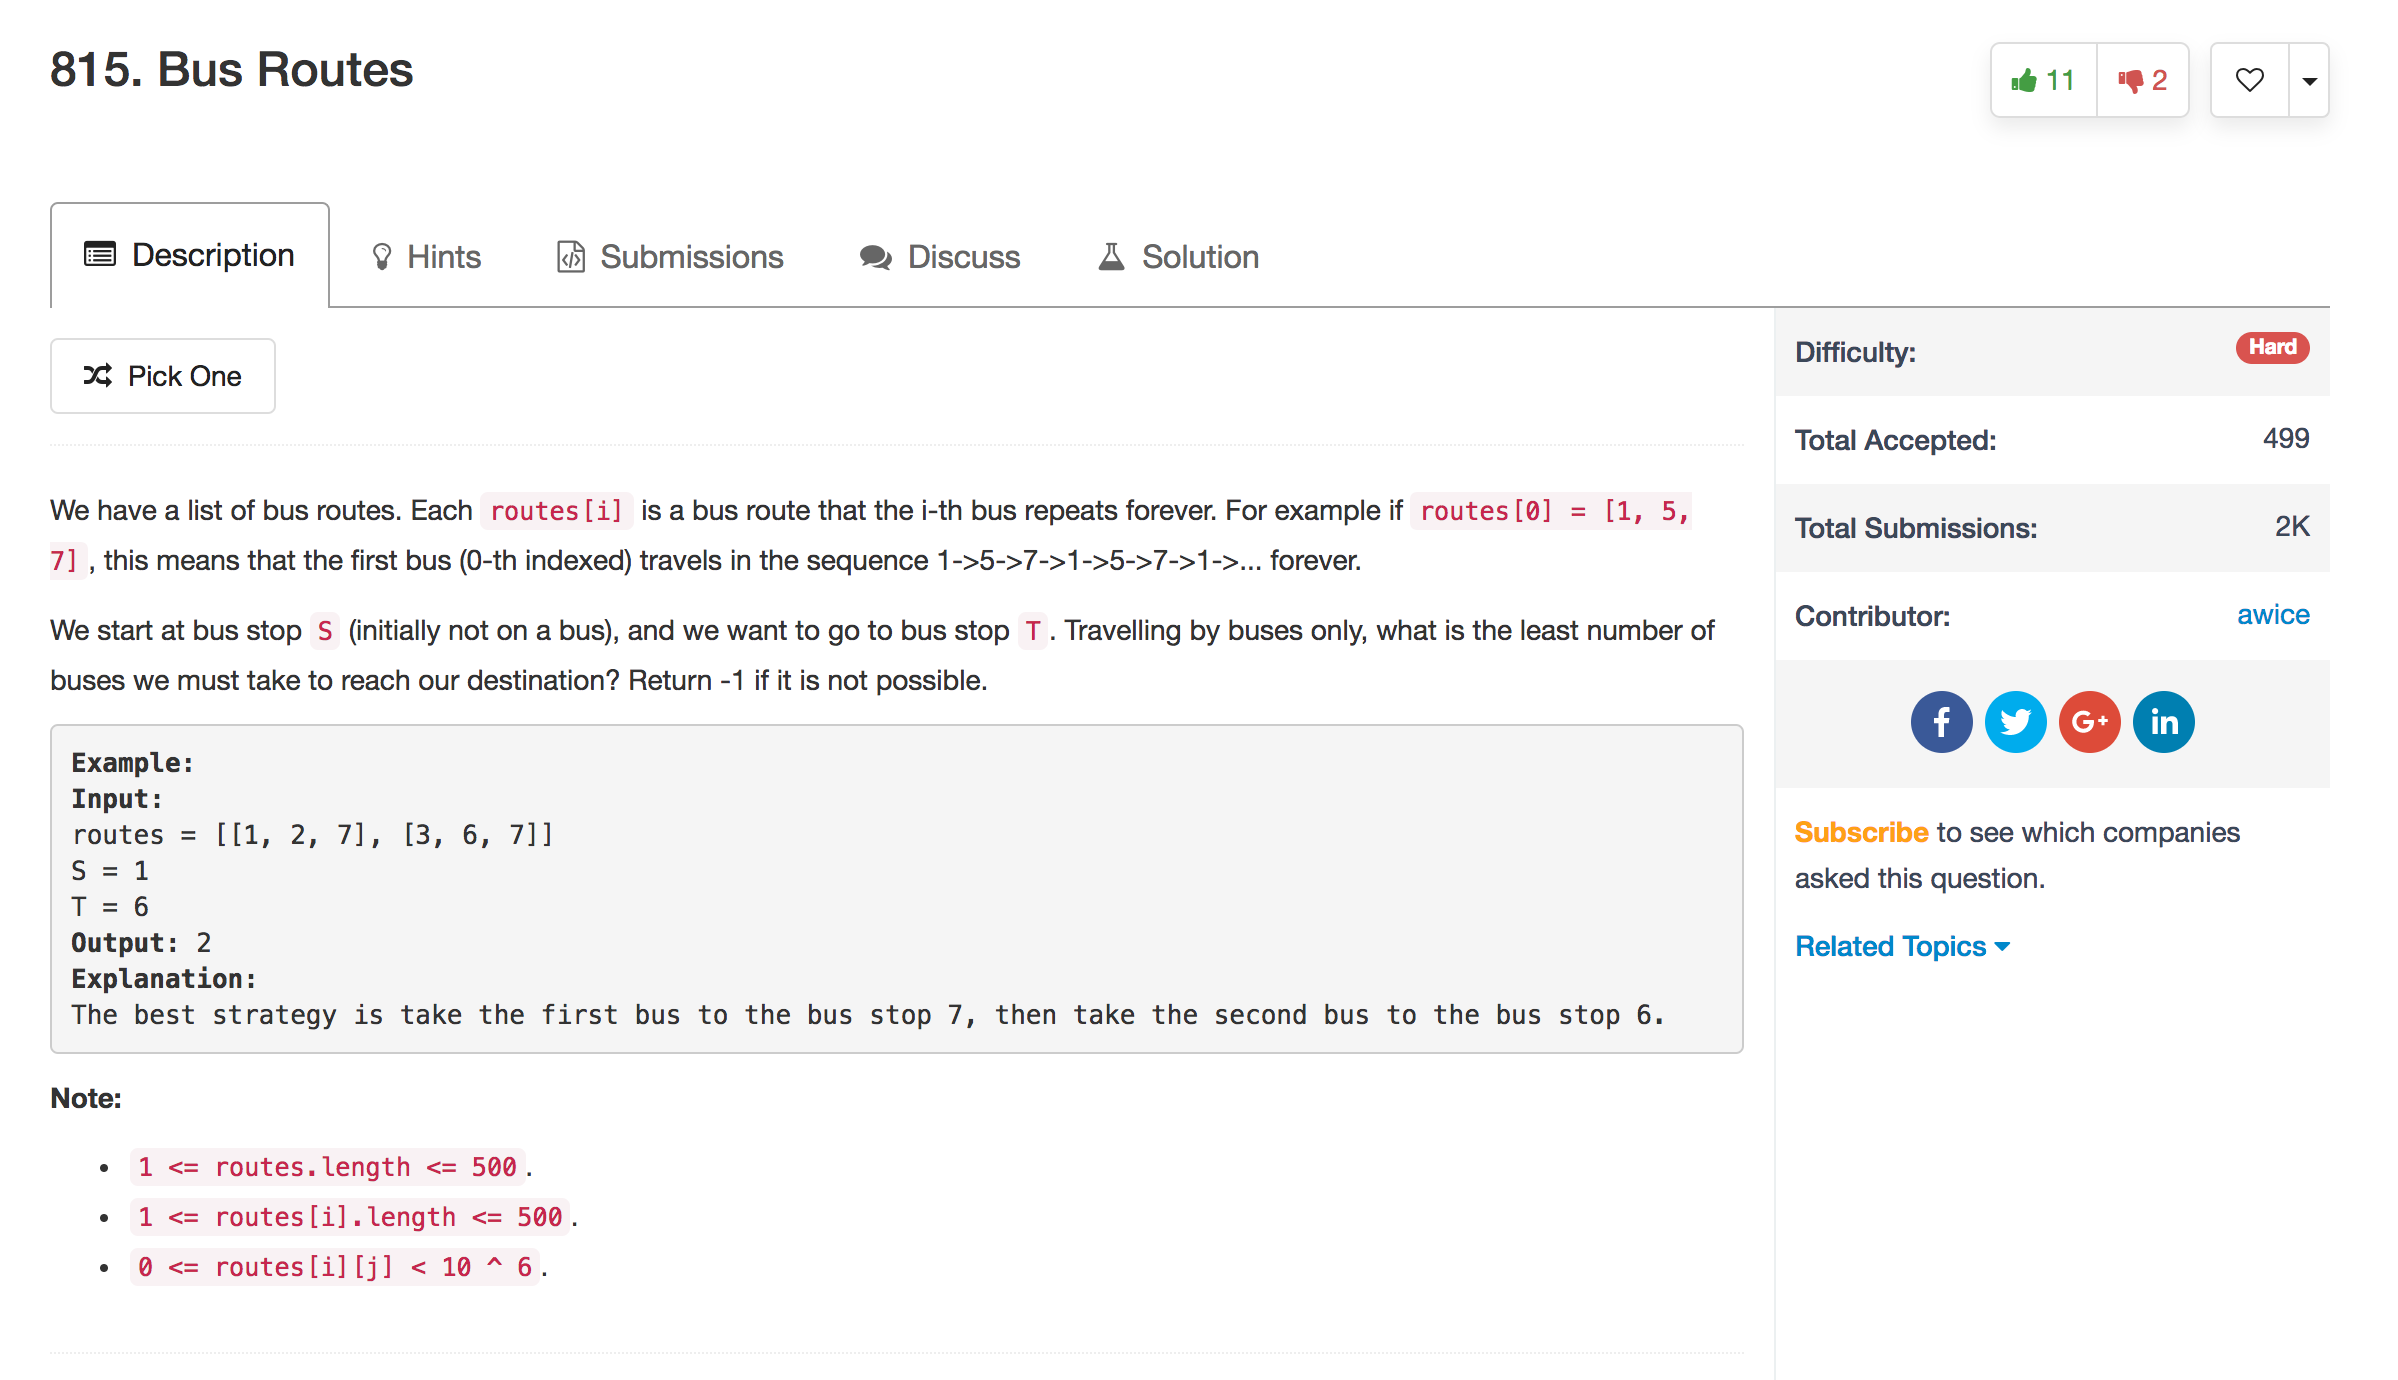 815. Bus Routes
11
2
Description
Hints
Submissions
Discuss
Solution
Pick One
We have a list of bus routes. Each routes[i] is a bus route that the i-th bus repeats forever. For example if routes[0] = [1, 5,
7], this means that the first bus (0-th indexed) travels in the sequence 1->5->7->1->5->7->1->... forever.
We start at bus stop S (initially not on a bus), and we want to go to bus stop T. Travelling by buses only, what is the least number of
buses we must take to reach our destination? Return -1 if it is not possible.
Example:
Input:
routes = [[1, 2, 7], [3, 6, 7]]
S = 1
T = 6
Output: 2
Explanation:
The best strategy is take the first bus to the bus stop 7, then take the second bus to the bus stop 6.
Note:
1 <= routes.length <= 500.
1 <= routes[i].length <= 500.
0 <= routes[i][j] < 10 ^ 6.
Difficulty: Hard
Total Accepted: 499
Total Submissions: 2K
Contributor: awice
f
G+
in
Subscribe to see which companies
asked this question.
Related Topics